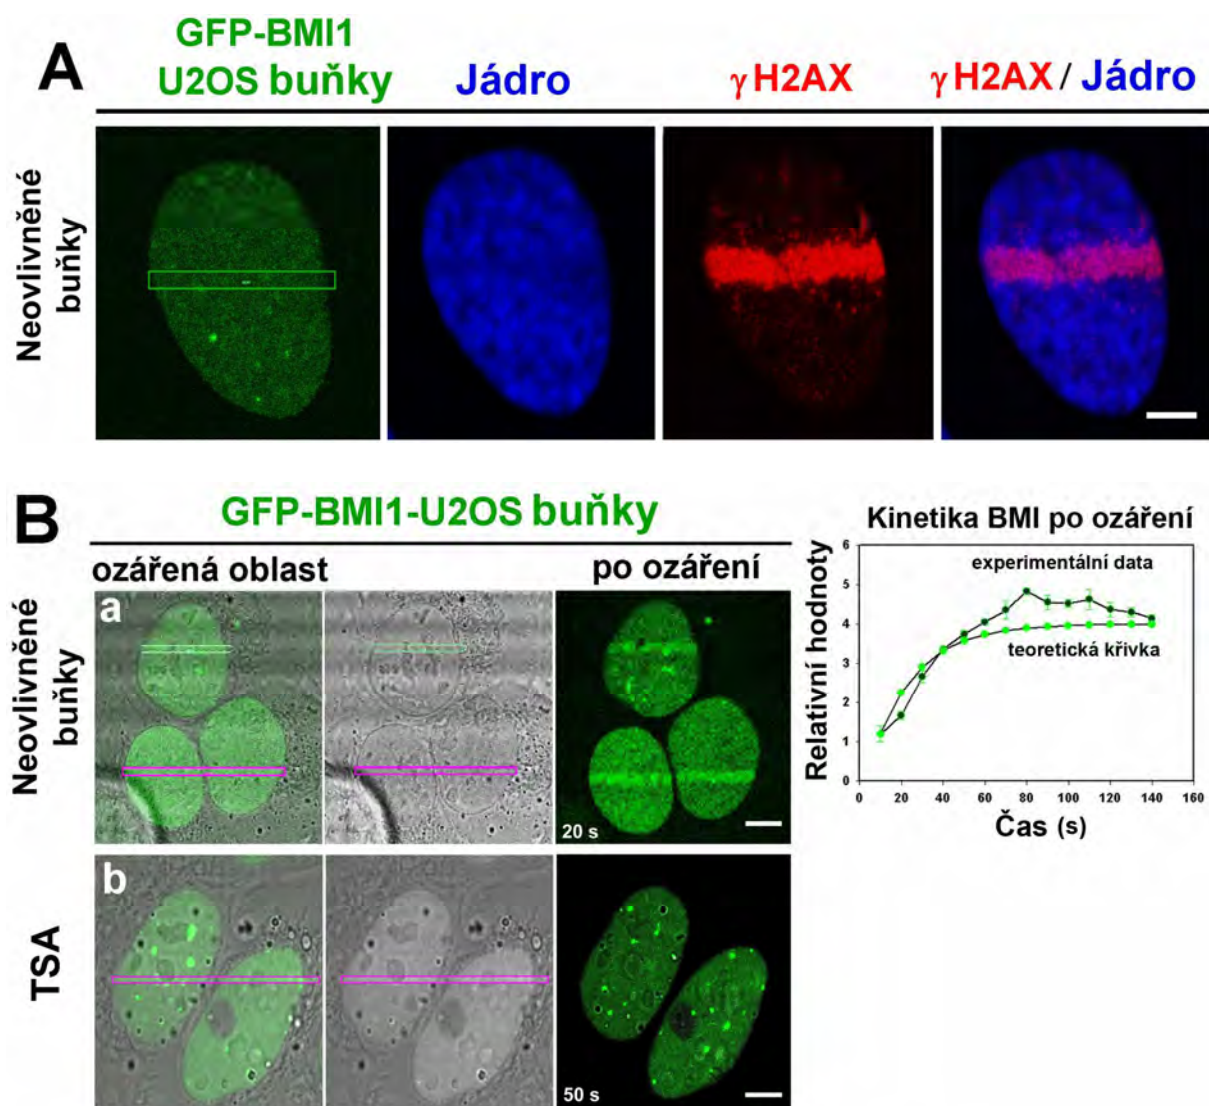 A
GFP-BMI1
U2OS buňky
Jádro
γ H2AX
γ H2AX / Jádro
Neovlivněné
buňky
B
GFP-BMI1-U2OS buňky
ozářená oblast
po ozáření
Neovlivněné
buňky
a
20 s
TSA
b
50 s
Kinetika BMI po ozáření
Relativní hodnoty
6
5
4
3
2
1
0
experimentální data
teoretická křivka
0 20 40 60 80 100 120 140 160
Čas (s)